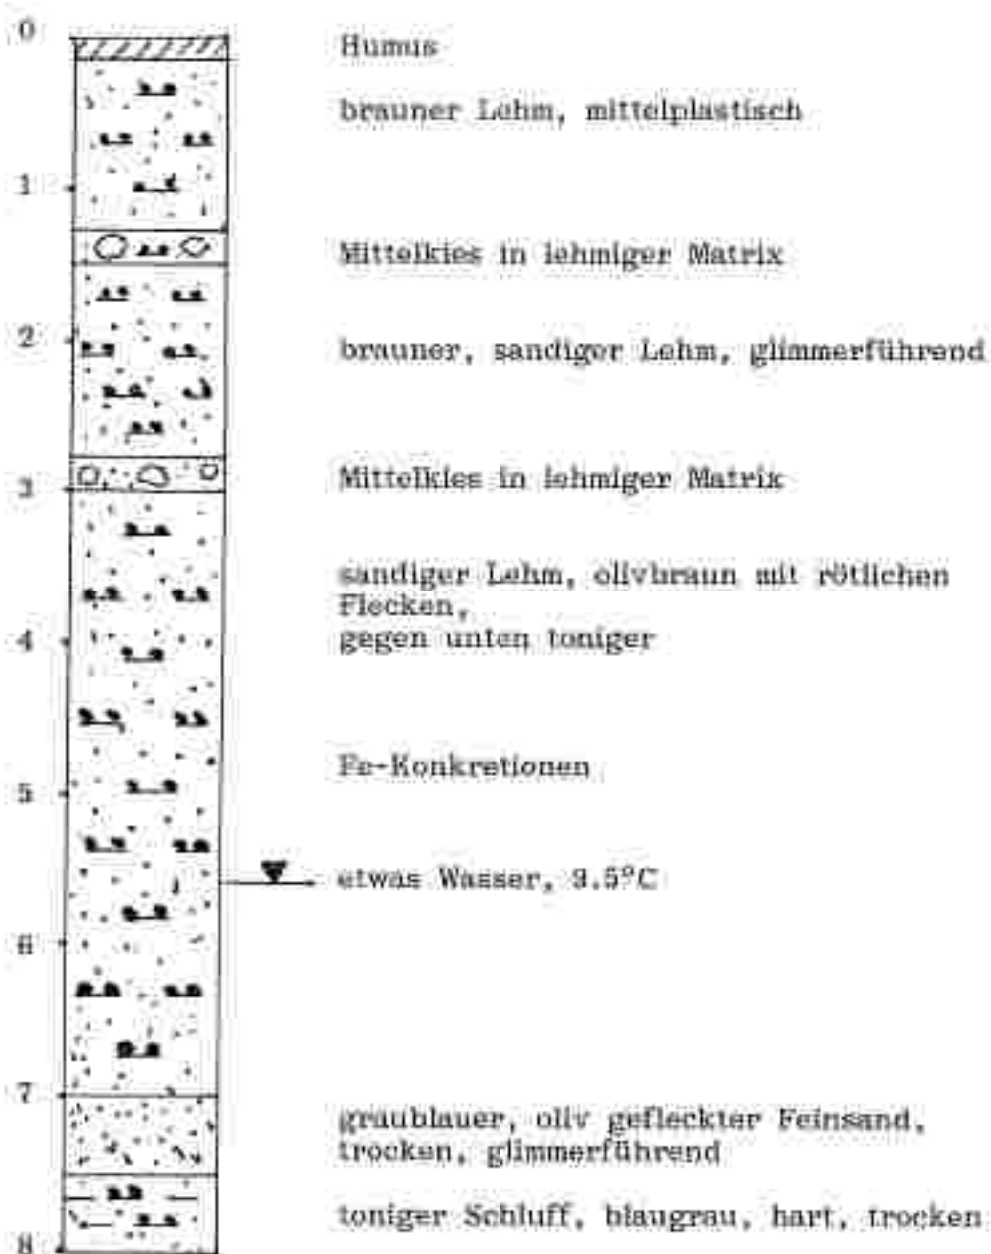 0
Humus
brauner Lehm, mittelplastisch
1
Mittelkies in lehmiger Matrix
2
brauner, sandiger Lehm, glimmerführend
Mittelkies in lehmiger Matrix
3
sandiger Lehm, olivbraun mit rötlichen
Flecken,
gegen unten toniger
4
Fe-Konkretionen
5
etwas Wasser, 9.5°C
6
7
graublauer, oliv gefleckter Feinsand,
trocken, glimmerführend
toniger Schluff, blaugrau, hart, trocken
8